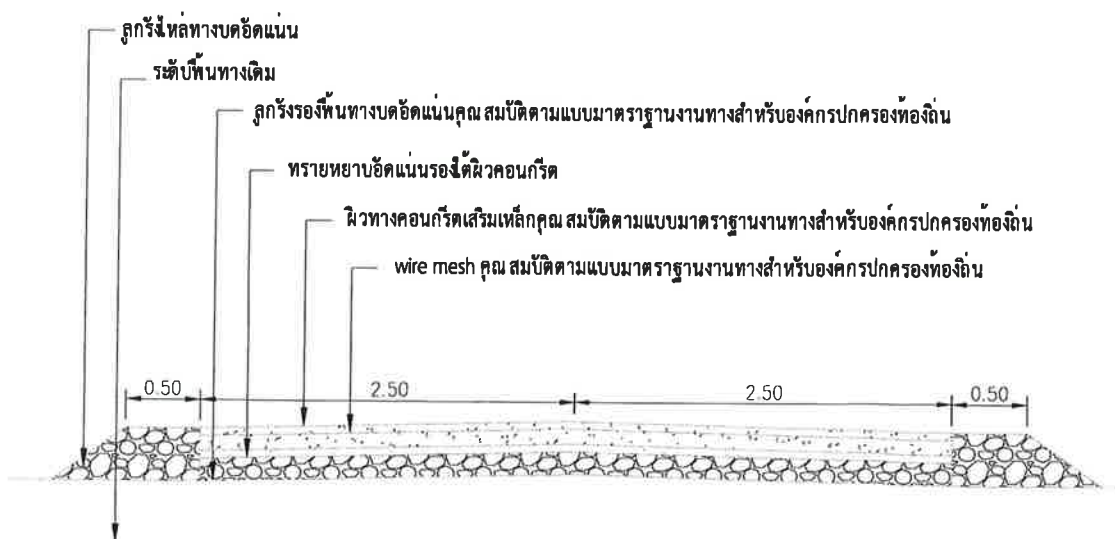 ลูกรังไหล่ทางบดอัดแน่น
ระดับพื้นทางเดิม
ลูกรังรองพื้นทางบดอัดแน่นคุณสมบัติตามแบบมาตราฐานงานทางสำหรับองค์กรปกครองท้องถิ่น
ทรายหยาบอัดแน่นรองใต้ผิวคอนกรีต
ผิวทางคอนกรีตเสริมเหล็กคุณสมบัติตามแบบมาตราฐานงานทางสำหรับองค์กรปกครองท้องถิ่น
wire mesh คุณสมบัติตามแบบมาตราฐานงานทางสำหรับองค์กรปกครองท้องถิ่น
0.50 2.50 2.50 0.50